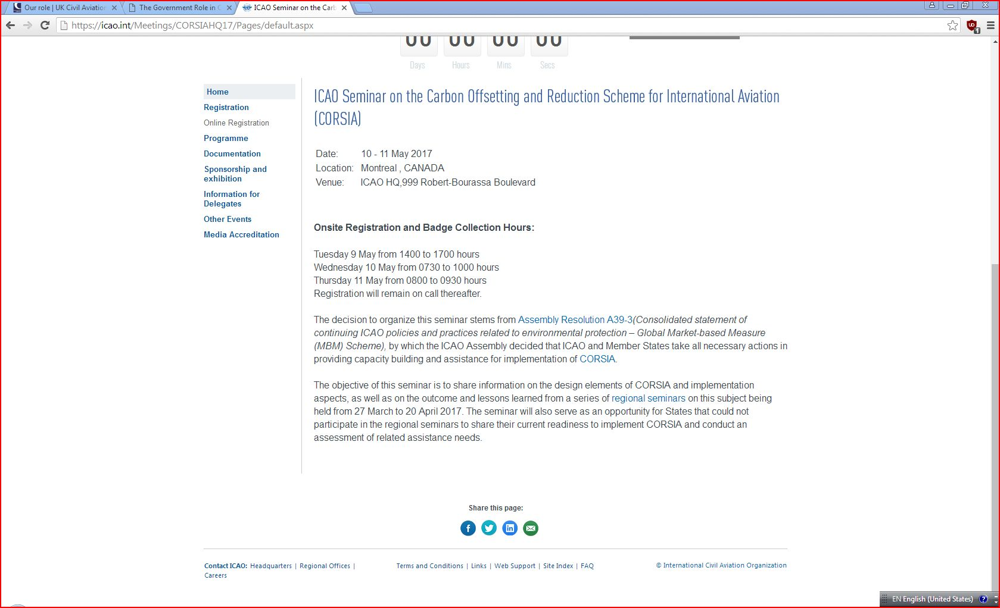 Our role | UK Civil Aviation
The Government Role in C
ICAO Seminar on the Carb
https://icao.int/Meetings/CORSIAHQ17/Pages/default.aspx
00 00 00 00
Days Hours Mins Secs
Home
Registration
Online Registration
Programme
Documentation
Sponsorship and
exhibition
Information for
Delegates
Other Events
Media Accreditation
ICAO Seminar on the Carbon Offsetting and Reduction Scheme for International Aviation
(CORSIA)
Date: 10 - 11 May 2017
Location: Montreal , CANADA
Venue: ICAO HQ,999 Robert-Bourassa Boulevard
Onsite Registration and Badge Collection Hours:
Tuesday 9 May from 1400 to 1700 hours
Wednesday 10 May from 0730 to 1000 hours
Thursday 11 May from 0800 to 0930 hours
Registration will remain on call thereafter.
The decision to organize this seminar stems from Assembly Resolution A39-3(Consolidated statement of
continuing ICAO policies and practices related to environmental protection – Global Market-based Measure
(MBM) Scheme), by which the ICAO Assembly decided that ICAO and Member States take all necessary actions in
providing capacity building and assistance for implementation of CORSIA.
The objective of this seminar is to share information on the design elements of CORSIA and implementation
aspects, as well as on the outcome and lessons learned from a series of regional seminars on this subject being
held from 27 March to 20 April 2017. The seminar will also serve as an opportunity for States that could not
participate in the regional seminars to share their current readiness to implement CORSIA and conduct an
assessment of related assistance needs.
Share this page:
Contact ICAO: Headquarters | Regional Offices |
Careers
Terms and Conditions | Links | Web Support | Site Index | FAQ
© International Civil Aviation Organization
EN English (United States)